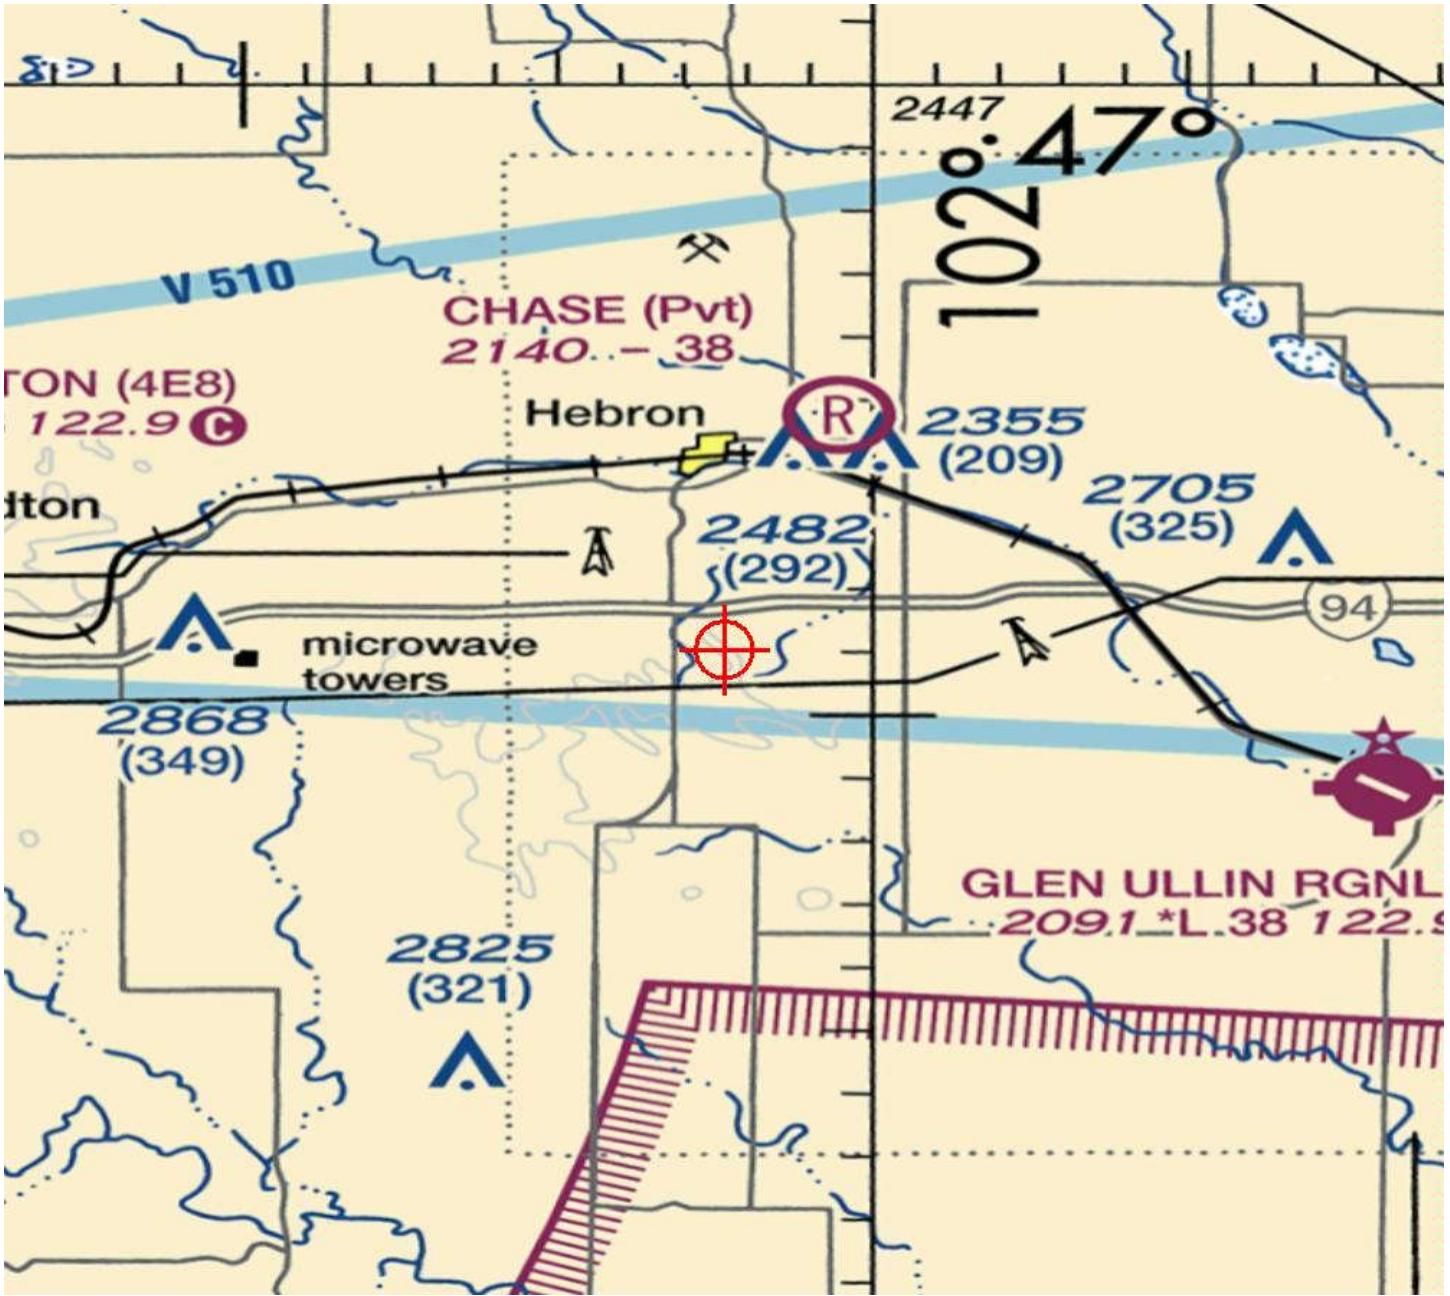 2447
47°
102°
V 510
CHASE (Pvt)
2140 - 38
TON (4E8)
122.9 C
Hebron
R
2355
(209)
dton
2705
(325)
2482
(292)
94
microwave
towers
2868
(349)
GLEN ULLIN RGNL
2091 *L 38 122.9
2825
(321)